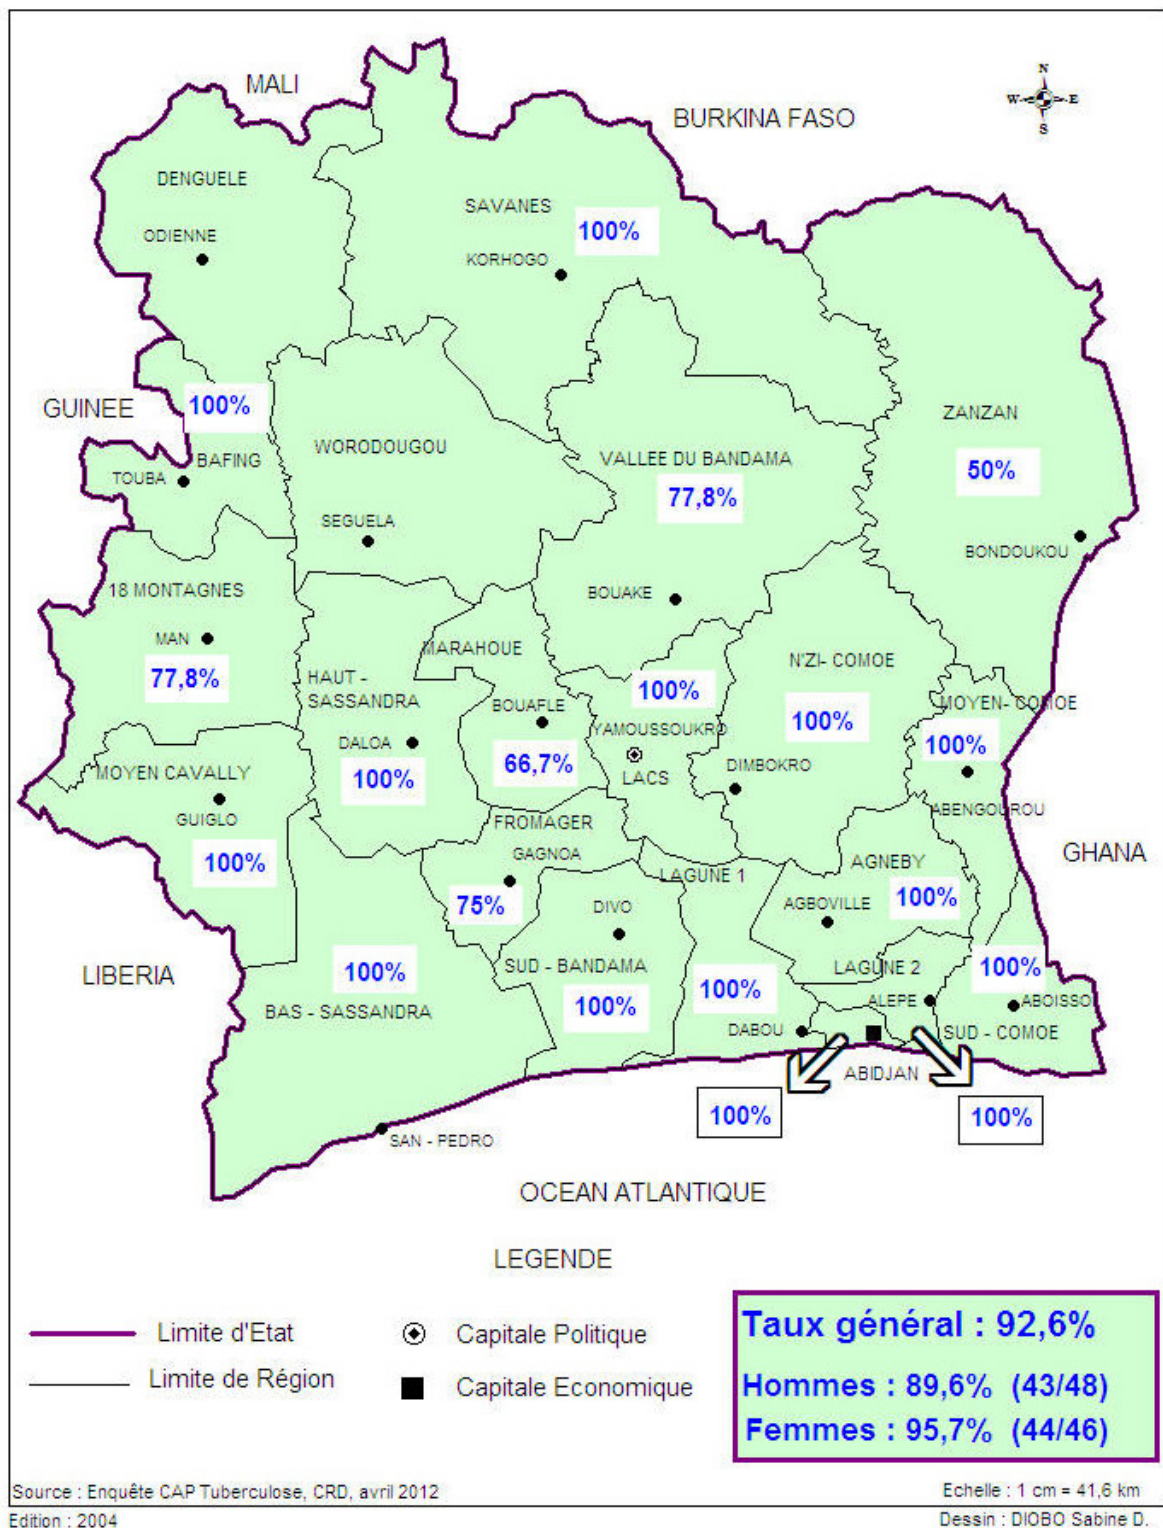 MALI
BURKINA FASO
N
W E
S
DENGUELE
ODIENNE
SAVANES
100%
KORHOGO
GUINEE
100%
BAFING
TOUBA
WORODOUGOU
SEGUELA
VALLEE DU BANDAMA
77,8%
BOUAKE
ZANZAN
50%
BONDOUKOU
18 MONTAGNES
MAN
77,8%
HAUT -
SASSANDRA
DALOA
100%
MARAHOUE
BOUAFLE
66,7%
100%
YAMOUSSOUKRO
LACS
N'ZI- COMOE
100%
DIMBOKRO
MOYEN- COMOE
100%
ABENGOUROU
MOYEN CAVALLY
GUIGLO
100%
FROMAGER
GAGNOA
75%
LAGUNE 1
AGNEBY
100%
AGBOVILLE
GHANA
LIBERIA
100%
BAS - SASSANDRA
DIVO
SUD - BANDAMA
100%
100%
DABOU
LAGUNE 2
ALEPE
100%
ABOISSO
SUD - COMOE
ABIDJAN
100%
100%
SAN - PEDRO
OCEAN ATLANTIQUE
LEGENDE
Limite d'Etat
Capitale Politique
Limite de Région
Capitale Economique
Taux général : 92,6%
Hommes : 89,6% (43/48)
Femmes : 95,7% (44/46)
Source : Enquête CAP Tuberculose, CRD, avril 2012
Echelle : 1 cm = 41,6 km
Edition : 2004
Dessin : DIOBO Sabine D.